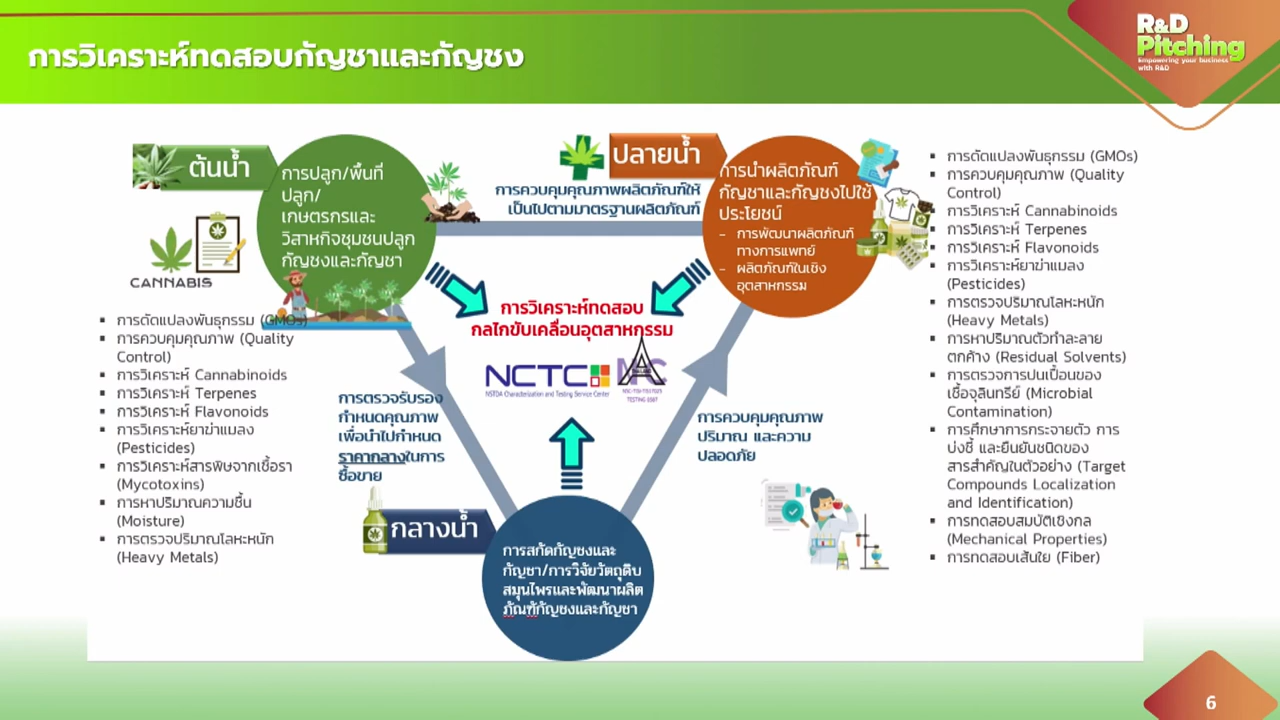 การวิเคราะห์ทดสอบกัญชาและกัญชง
R&D
Pitching
Empowering your business
with R&D
ต้นน้ำ
การปลูก/พื้นที่
ปลูก/
เกษตรกรและ
วิสาหกิจชุมชนปลูก
กัญชงและกัญชา
CANNABIS
การดัดแปลงพันธุกรรม (GMOs)
การควบคุมคุณภาพ (Quality
Control)
การวิเคราะห์ Cannabinoids
การวิเคราะห์ Terpenes
การวิเคราะห์ Flavonoids
การวิเคราะห์ยาฆ่าแมลง
(Pesticides)
การวิเคราะห์สารพิษจากเชื้อรา
(Mycotoxins)
การหาปริมาณความชื้น
(Moisture)
การตรวจปริมาณโลหะหนัก
(Heavy Metals)
ปลายน้ำ
การควบคุมคุณภาพผลิตภัณฑ์ให้
เป็นไปตามมาตรฐานผลิตภัณฑ์
การนำผลิตภัณฑ์
กัญชาและกัญชงไปใช้
ประโยชน์
- การพัฒนาผลิตภัณฑ์
ทางการแพทย์
- ผลิตภัณฑ์ในเชิง
อุตสาหกรรม
การวิเคราะห์ทดสอบ
กลไกขับเคลื่อนอุตสาหกรรม
NCTC
NSTDA Characterization and Testing Service Center
TESTING
การตรวจรับรอง
กำหนดคุณภาพ
เพื่อนำไปกำหนด
ราคากลางในการ
ซื้อขาย
การควบคุมคุณภาพ
ปริมาณ และความ
ปลอดภัย
กลางน้ำ
การสกัดกัญชงและ
กัญชา/การวิจัยวัตถุดิบ
สมุนไพรและพัฒนาผลิต
ภัณฑ์กัญชงและกัญชา
การดัดแปลงพันธุกรรม (GMOs)
การควบคุมคุณภาพ (Quality
Control)
การวิเคราะห์ Cannabinoids
การวิเคราะห์ Terpenes
การวิเคราะห์ Flavonoids
การวิเคราะห์ยาฆ่าแมลง
(Pesticides)
การตรวจปริมาณโลหะหนัก
(Heavy Metals)
การหาปริมาณตัวทำละลาย
ตกค้าง (Residual Solvents)
การตรวจการปนเปื้อนของ
เชื้อจุลินทรีย์ (Microbial
Contamination)
การศึกษาการกระจายตัว การ
บ่งชี้ และยืนยันชนิดของ
สารสำคัญในตัวอย่าง (Target
Compounds Localization
and Identification)
การทดสอบสมบัติเชิงกล
(Mechanical Properties)
การทดสอบเส้นใย (Fiber)
6